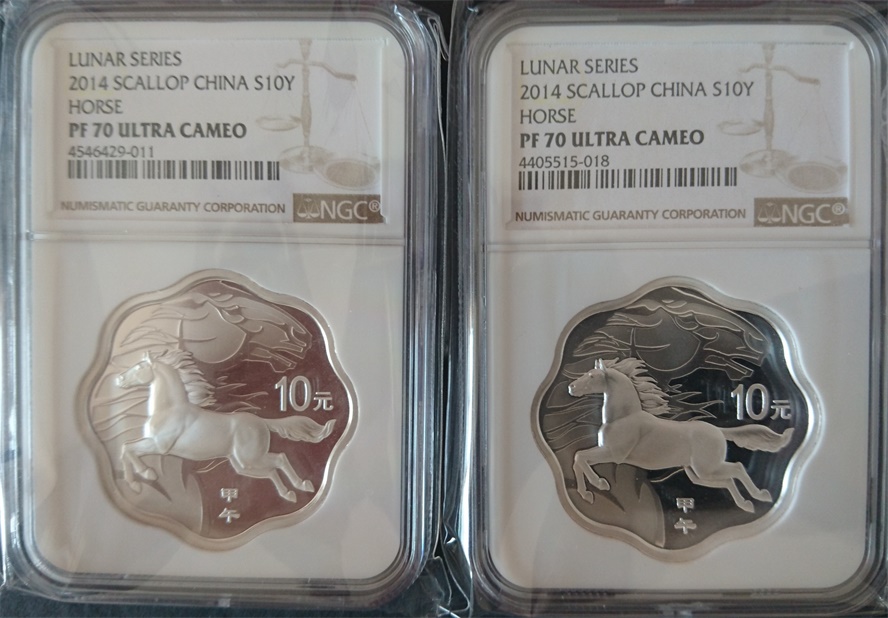 LUNAR SERIES
2014 SCALLOP CHINA S10Y
HORSE
PF 70 ULTRA CAMEO
4546429-011
NUMISMATIC GUARANTY CORPORATION NGC®
10元
甲
午
LUNAR SERIES
2014 SCALLOP CHINA S10Y
HORSE
PF 70 ULTRA CAMEO
4405515-018
NUMISMATIC GUARANTY CORPORATION NGC®
10元
甲
午